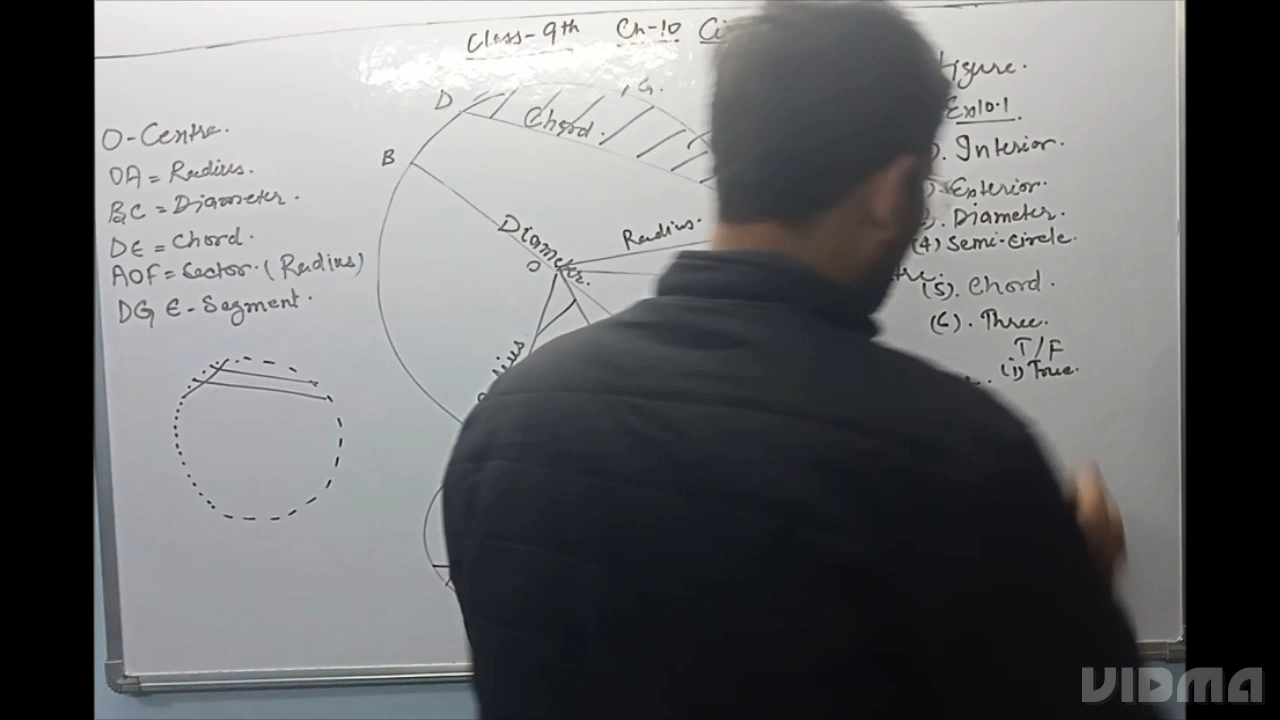 Class-9th Ch-10
O-Centre.
OA = Radius.
BC = Diameter.
DE = Chord.
AOF = Sector. (Radius)
DG E - Segment.
D
G.
Chord.
B
Diameter.
O
Radius.
figure.
Ex10.1
Interior.
Exterior.
Diameter.
(4) Semi-circle.
(5). Chord.
(6). Three.
T/F
(i) True.
VIDMA